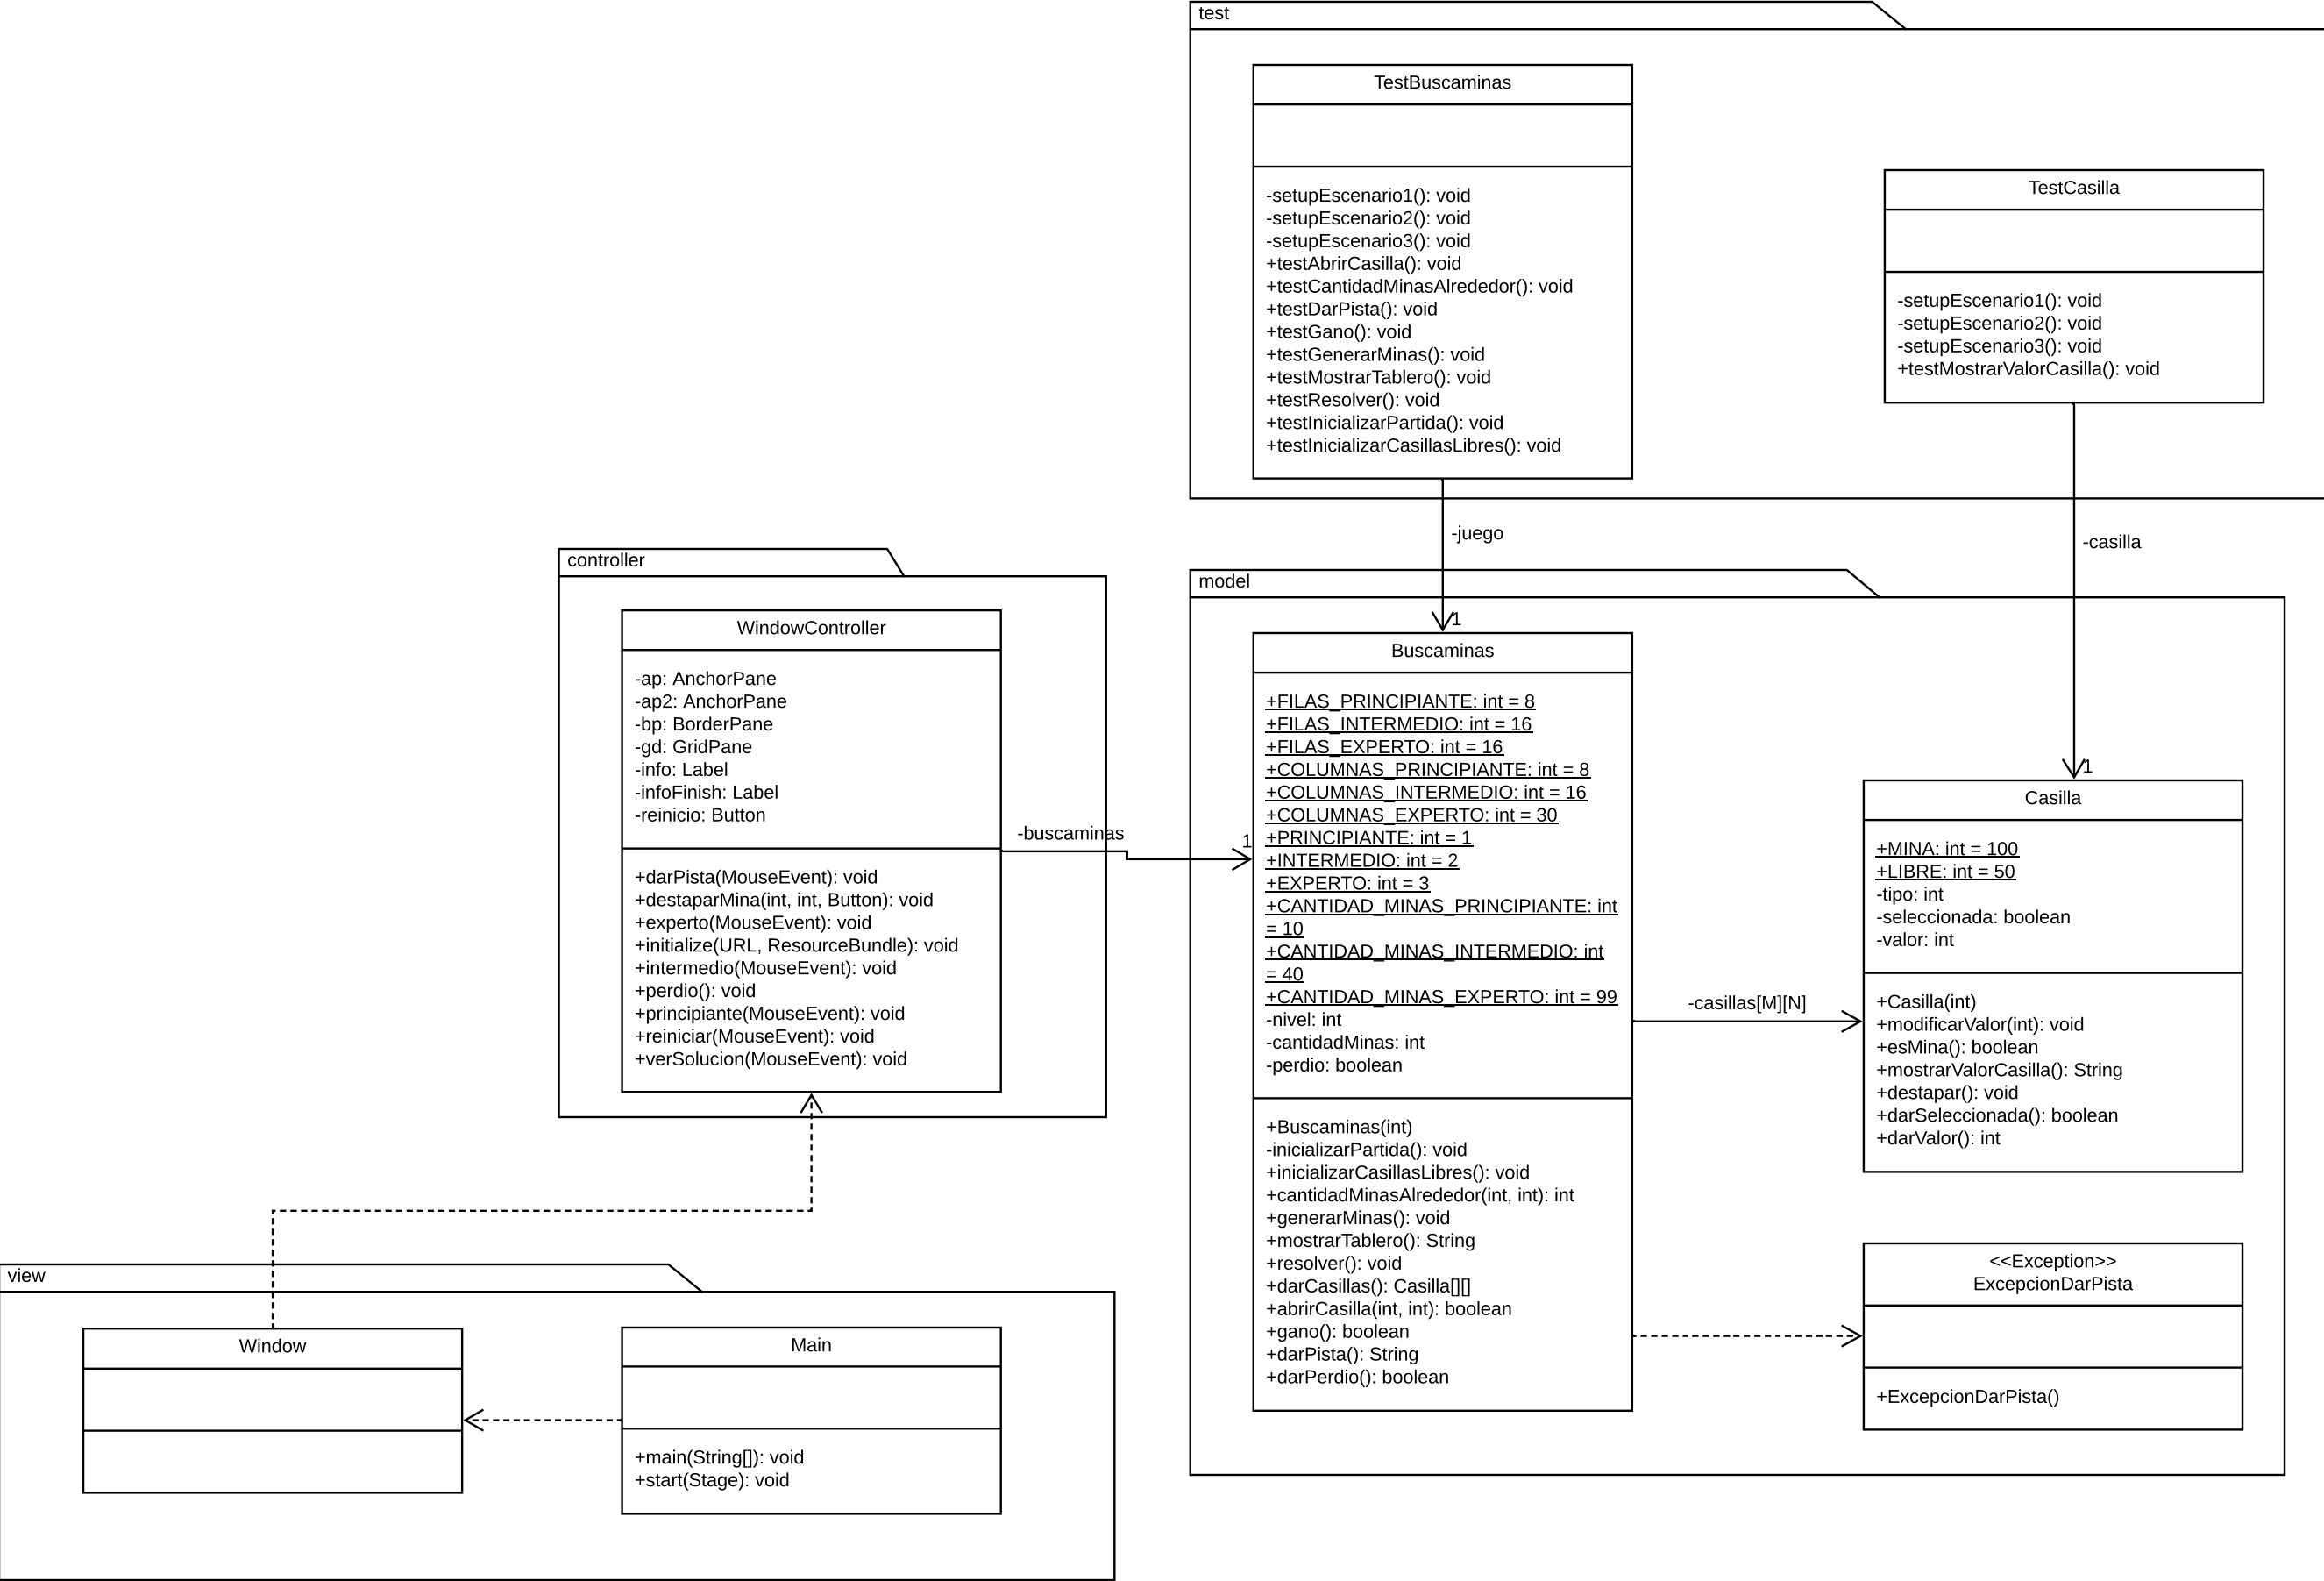 test
TestBuscaminas
-setupEscenario1(): void
-setupEscenario2(): void
-setupEscenario3(): void
+testAbrirCasilla(): void
+testCantidadMinasAlrededor(): void
+testDarPista(): void
+testGano(): void
+testGenerarMinas(): void
+testMostrarTablero(): void
+testResolver(): void
+testInicializarPartida(): void
+testInicializarCasillasLibres(): void
TestCasilla
-setupEscenario1(): void
-setupEscenario2(): void
-setupEscenario3(): void
+testMostrarValorCasilla(): void
-juego
1
-casilla
1
controller
WindowController
-ap: AnchorPane
-ap2: AnchorPane
-bp: BorderPane
-gd: GridPane
-info: Label
-infoFinish: Label
-reinicio: Button
+darPista(MouseEvent): void
+destaparMina(int, int, Button): void
+experto(MouseEvent): void
+initialize(URL, ResourceBundle): void
+intermedio(MouseEvent): void
+perdio(): void
+principiante(MouseEvent): void
+reiniciar(MouseEvent): void
+verSolucion(MouseEvent): void
-buscaminas
1
model
Buscaminas
+FILAS_PRINCIPIANTE: int = 8
+FILAS_INTERMEDIO: int = 16
+FILAS_EXPERTO: int = 16
+COLUMNAS_PRINCIPIANTE: int = 8
+COLUMNAS_INTERMEDIO: int = 16
+COLUMNAS_EXPERTO: int = 30
+PRINCIPIANTE: int = 1
+INTERMEDIO: int = 2
+EXPERTO: int = 3
+CANTIDAD_MINAS_PRINCIPIANTE: int
= 10
+CANTIDAD_MINAS_INTERMEDIO: int
= 40
+CANTIDAD_MINAS_EXPERTO: int = 99
-nivel: int
-cantidadMinas: int
-perdio: boolean
+Buscaminas(int)
-inicializarPartida(): void
+inicializarCasillasLibres(): void
+cantidadMinasAlrededor(int, int): int
+generarMinas(): void
+mostrarTablero(): String
+resolver(): void
+darCasillas(): Casilla[][]
+abrirCasilla(int, int): boolean
+gano(): boolean
+darPista(): String
+darPerdio(): boolean
-casillas[M][N]
Casilla
+MINA: int = 100
+LIBRE: int = 50
-tipo: int
-seleccionada: boolean
-valor: int
+Casilla(int)
+modificarValor(int): void
+esMina(): boolean
+mostrarValorCasilla(): String
+destapar(): void
+darSeleccionada(): boolean
+darValor(): int
<<Exception>>
ExcepcionDarPista
+ExcepcionDarPista()
view
Window
Main
+main(String[]): void
+start(Stage): void